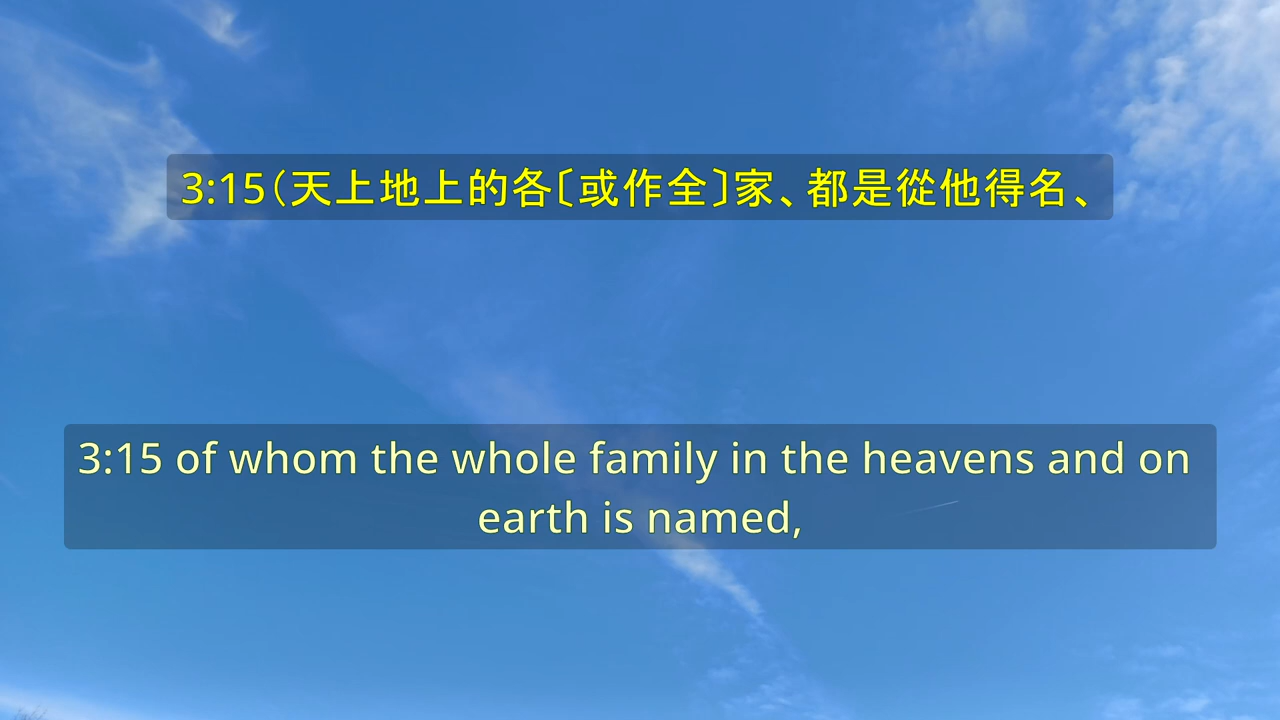 3:15（天上地上的各〔或作全〕家、都是從他得名、
3:15 of whom the whole family in the heavens and on
earth is named,